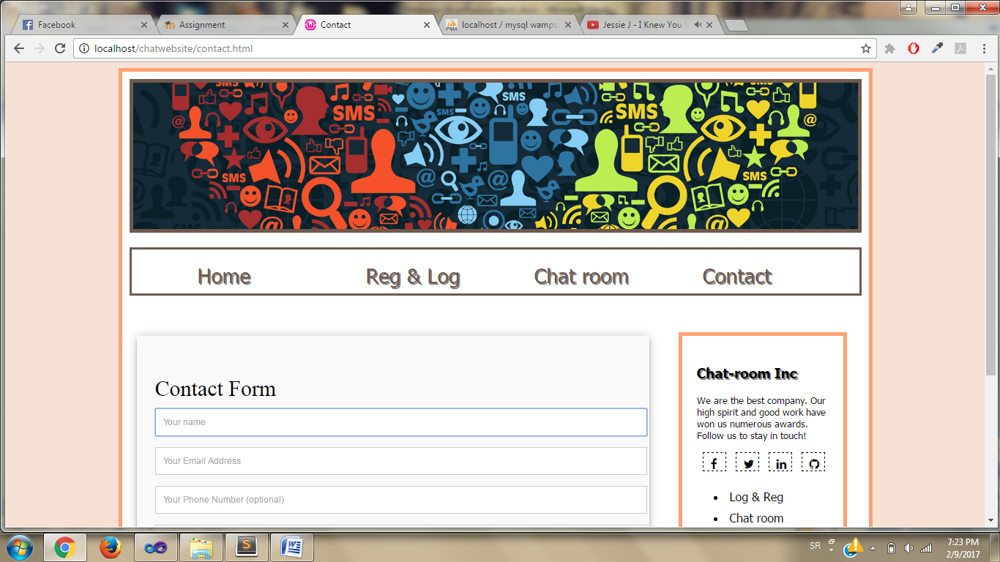 Facebook
Assignment
Contact
localhost / mysql wamps
Jessie J - I Knew You
localhost/chatwebsite/contact.html
SMS
SMS
SMS
SMS
SMS
SMS
SMS
SMS
Home
Reg & Log
Chat room
Contact
Contact Form
Your name
Your Email Address
Your Phone Number (optional)
Chat-room Inc
We are the best company. Our
high spirit and good work have
won us numerous awards.
Follow us to stay in touch!
Log & Reg
Chat room
SR
7:23 PM
2/9/2017